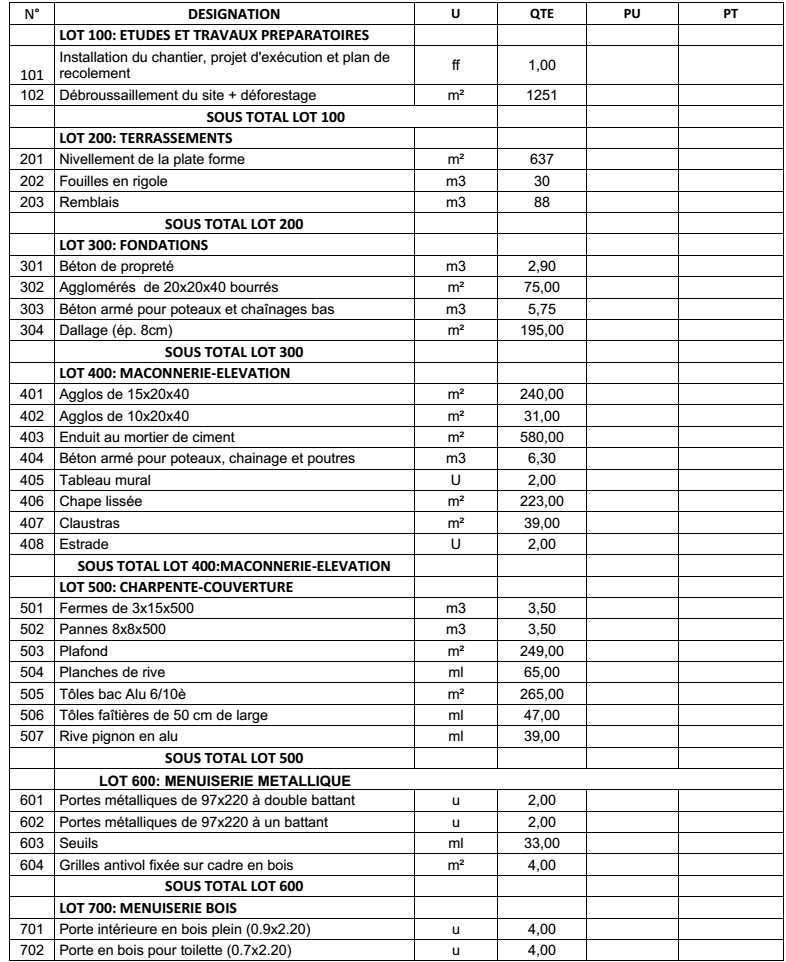 N° DESIGNATION U QTE PU PT
LOT 100: ETUDES ET TRAVAUX PREPARATOIRES
101 Installation du chantier, projet d'exécution et plan de recolement ff 1,00
102 Débroussaillement du site + déforestage m² 1251
SOUS TOTAL LOT 100
LOT 200: TERRASSEMENTS
201 Nivellement de la plate forme m² 637
202 Fouilles en rigole m3 30
203 Remblais m3 88
SOUS TOTAL LOT 200
LOT 300: FONDATIONS
301 Béton de propreté m3 2,90
302 Agglomérés de 20x20x40 bourrés m² 75,00
303 Béton armé pour poteaux et chaînages bas m3 5,75
304 Dallage (ép. 8cm) m² 195,00
SOUS TOTAL LOT 300
LOT 400: MACONNERIE-ELEVATION
401 Agglos de 15x20x40 m² 240,00
402 Agglos de 10x20x40 m² 31,00
403 Enduit au mortier de ciment m² 580,00
404 Béton armé pour poteaux, chainage et poutres m3 6,30
405 Tableau mural U 2,00
406 Chape lissée m² 223,00
407 Claustras m² 39,00
408 Estrade U 2,00
SOUS TOTAL LOT 400:MACONNERIE-ELEVATION
LOT 500: CHARPENTE-COUVERTURE
501 Fermes de 3x15x500 m3 3,50
502 Pannes 8x8x500 m3 3,50
503 Plafond m² 249,00
504 Planches de rive ml 65,00
505 Tôles bac Alu 6/10è m² 265,00
506 Tôles faîtières de 50 cm de large ml 47,00
507 Rive pignon en alu ml 39,00
SOUS TOTAL LOT 500
LOT 600: MENUISERIE METALLIQUE
601 Portes métalliques de 97x220 à double battant u 2,00
602 Portes métalliques de 97x220 à un battant u 2,00
603 Seuils ml 33,00
604 Grilles antivol fixée sur cadre en bois m² 4,00
SOUS TOTAL LOT 600
LOT 700: MENUISERIE BOIS
701 Porte intérieure en bois plein (0.9x2.20) u 4,00
702 Porte en bois pour toilette (0.7x2.20) u 4,00